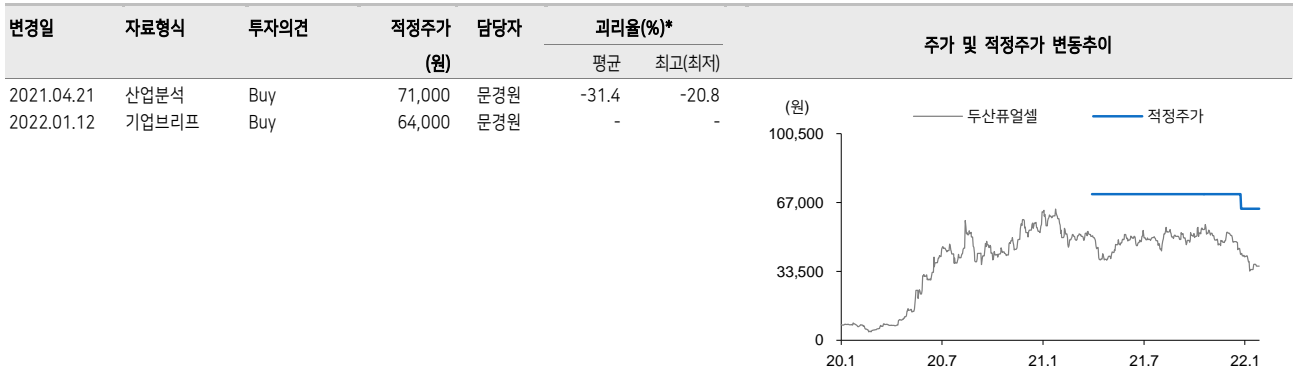 변경일 자료형식 투자의견 적정주가 담당자 괴리율(%)* 주가 및 적정주가 변동추이
(원) 평균 최고(최저)
2021.04.21 산업분석 Buy 71,000 문경원 -31.4 -20.8
2022.01.12 기업브리프 Buy 64,000 문경원 - -
(원) 두산퓨얼셀 적정주가
100,500
67,000
33,500
0
20.1 20.7 21.1 21.7 22.1